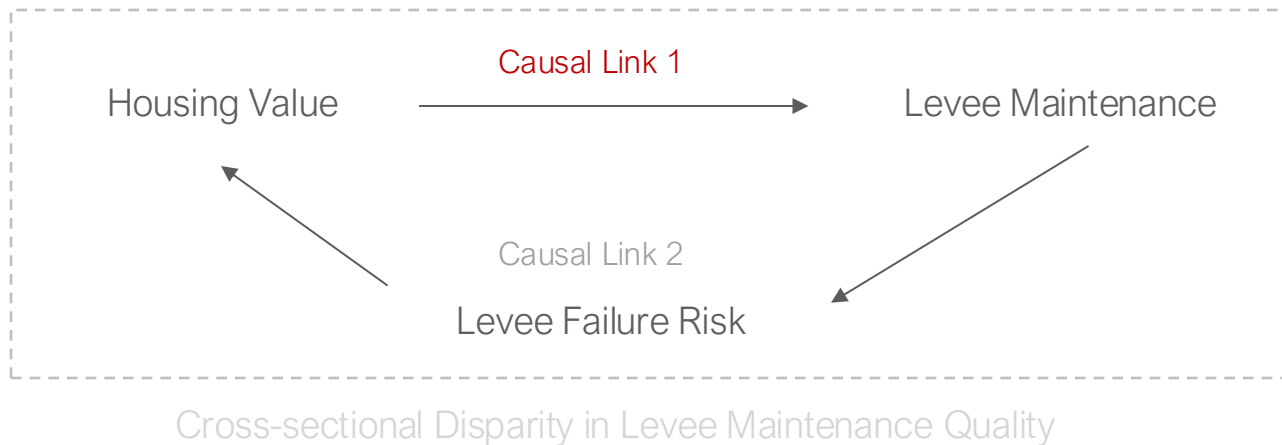 Causal Link 1
Housing Value
Levee Maintenance
Causal Link 2
Levee Failure Risk
Cross-sectional Disparity in Levee Maintenance Quality